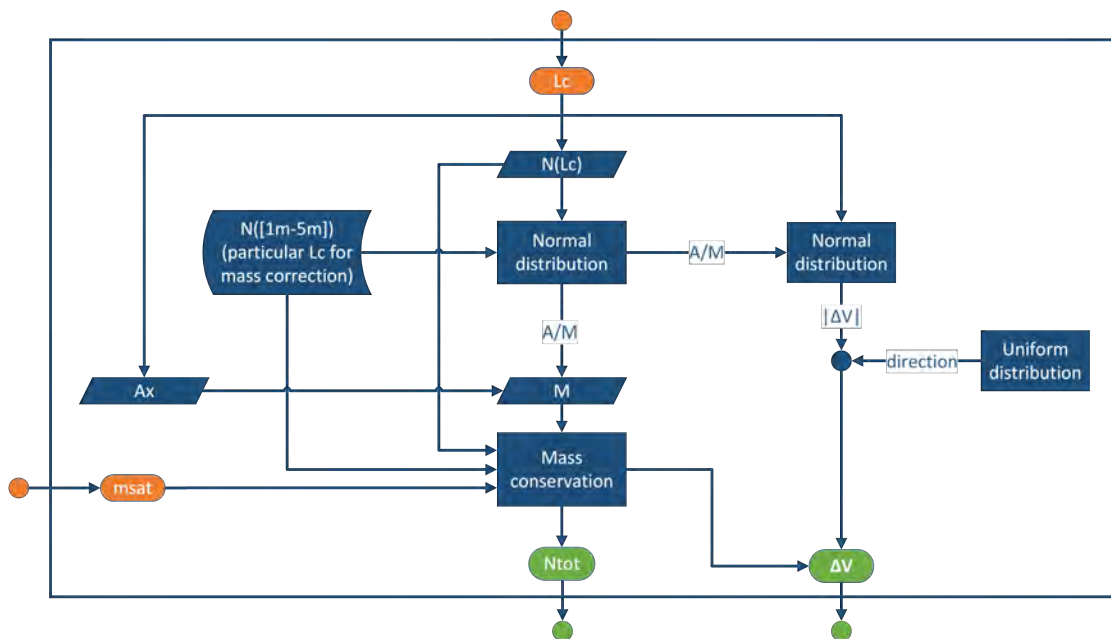 Lc
N(Lc)
N([1m-5m])
(particular Lc for
mass correction)
Normal
distribution
A/M
Normal
distribution
|ΔV|
A/M
direction
Uniform
distribution
Ax
M
Mass
conservation
msat
Ntot
ΔV